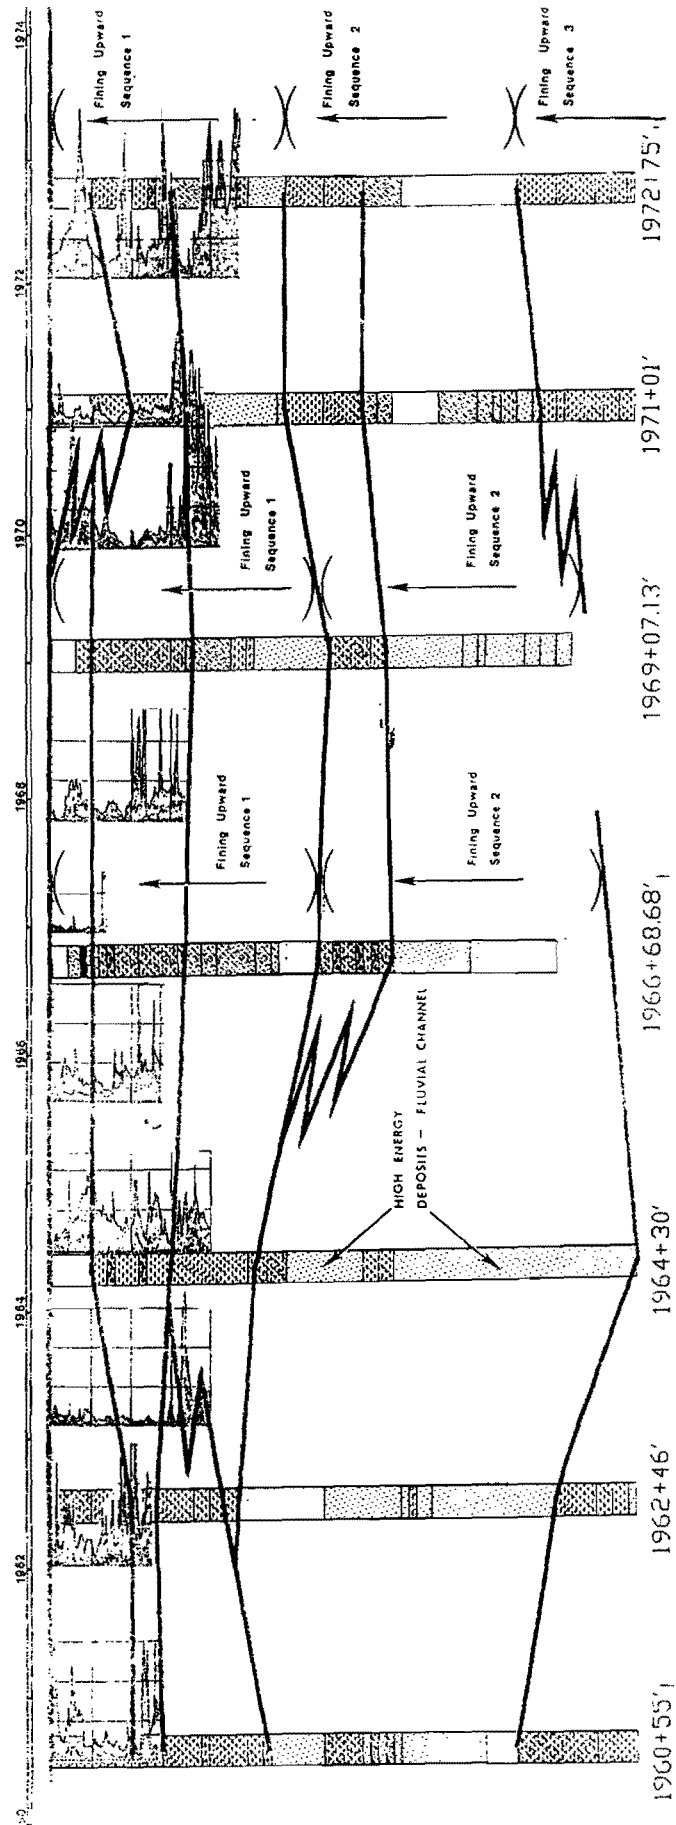 1962
1964
1966
1968
1970
1972
1974
Fining Upward
Sequence 1
Fining Upward
Sequence 1
Fining Upward
Sequence 1
Fining Upward
Sequence 2
Fining Upward
Sequence 2
Fining Upward
Sequence 2
Fining Upward
Sequence 3
HIGH ENERGY
DEPOSITS – FLUVIAL CHANNEL
1960+55'
1962+46'
1964+30'
1966+68.68'
1969+07.13'
1971+01'
1972+75'